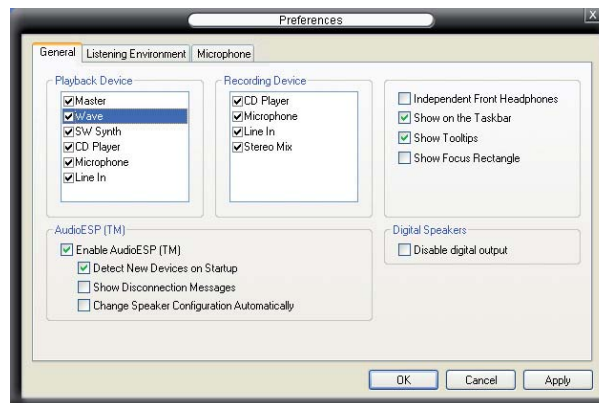 Preferences
X
General
Listening Environment
Microphone
Playback Device
Master
Wave
SW Synth
CD Player
Microphone
Line In
Recording Device
CD Player
Microphone
Line In
Stereo Mix
Independent Front Headphones
Show on the Taskbar
Show Tooltips
Show Focus Rectangle
AudioESP (TM)
Enable AudioESP (TM)
Detect New Devices on Startup
Show Disconnection Messages
Change Speaker Configuration Automatically
Digital Speakers
Disable digital output
OK
Cancel
Apply